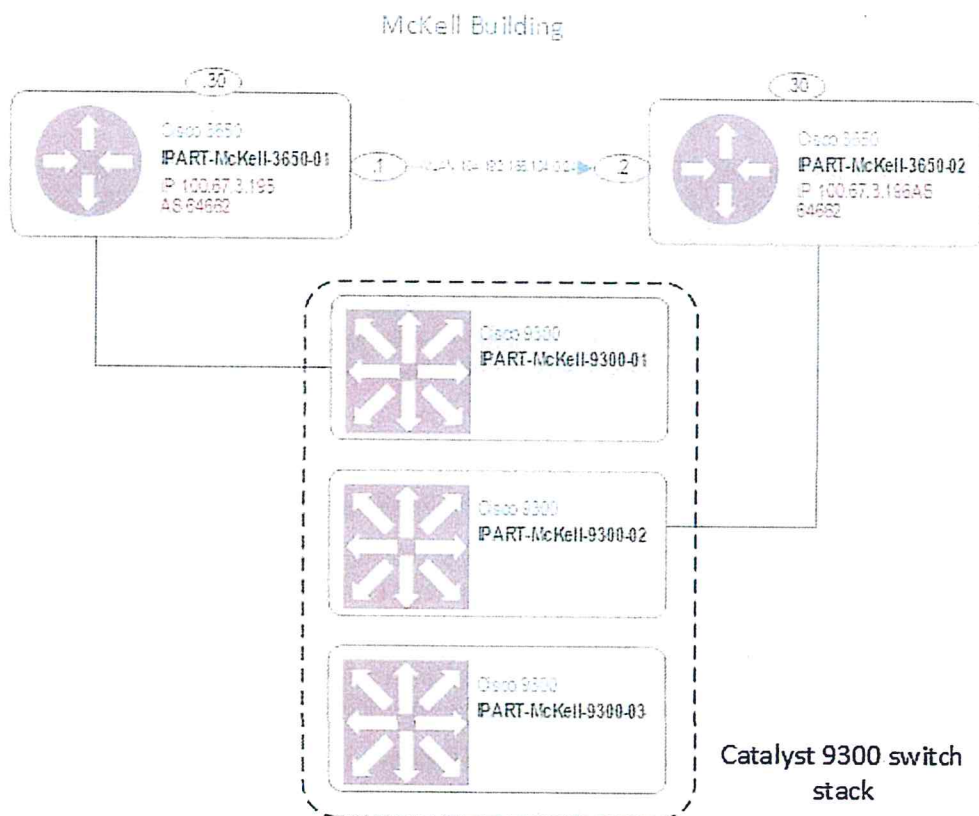 McKell Building
.30
Cisco 3650
IPART-McKell-3650-01
IP 100.67.3.195
AS 64662
.1
.2
.30
Cisco 3650
IPART-McKell-3650-02
IP 100.67.3.196AS
64662
Cisco 9300
IPART-McKell-9300-01
Cisco 9300
IPART-McKell-9300-02
Cisco 9300
IPART-McKell-9300-03
Catalyst 9300 switch
stack